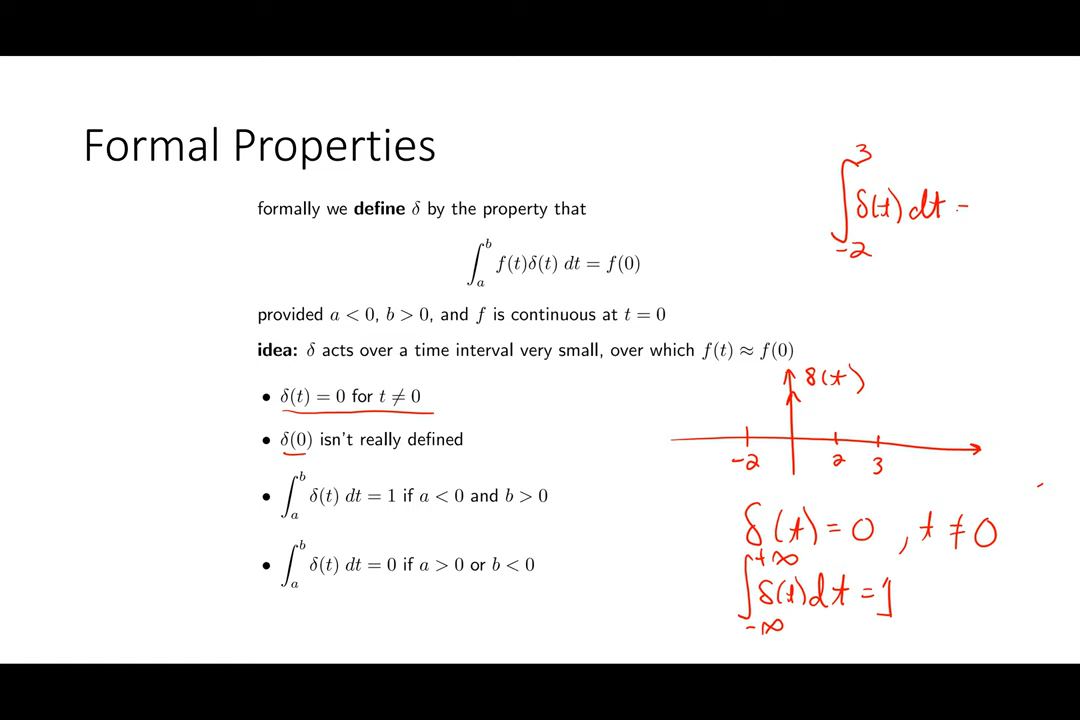 Formal Properties
formally we define δ by the property that
∫_a^b f(t)δ(t) dt = f(0)
provided a < 0, b > 0, and f is continuous at t = 0
idea: δ acts over a time interval very small, over which f(t) ≈ f(0)
• δ(t) = 0 for t ≠ 0
• δ(0) isn't really defined
• ∫_a^b δ(t) dt = 1 if a < 0 and b > 0
• ∫_a^b δ(t) dt = 0 if a > 0 or b < 0
∫_{-2}^3 δ(t) dt =
δ(t)
-2 2 3
δ(t) = 0 , t ≠ 0
∫_{-∞}^{+∞} δ(t) dt = 1